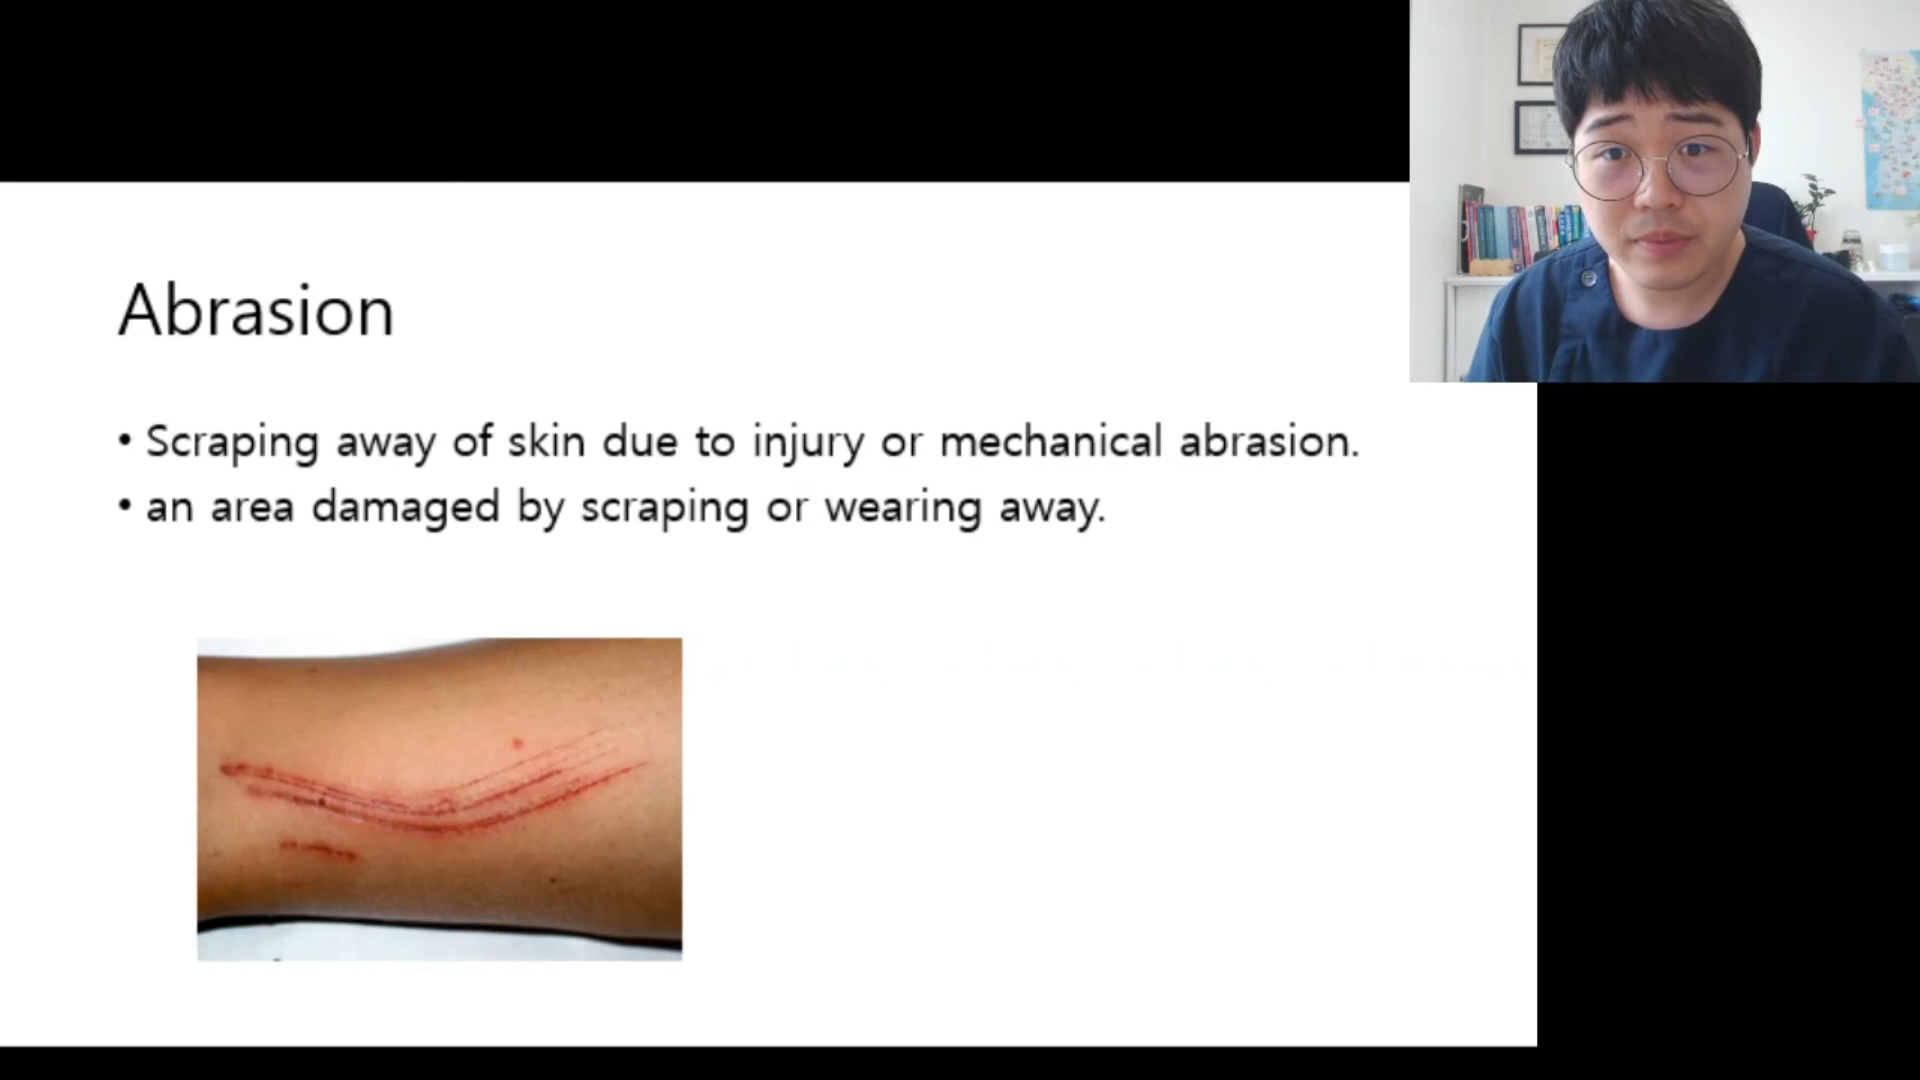 Abrasion
• Scraping away of skin due to injury or mechanical abrasion.
• an area damaged by scraping or wearing away.